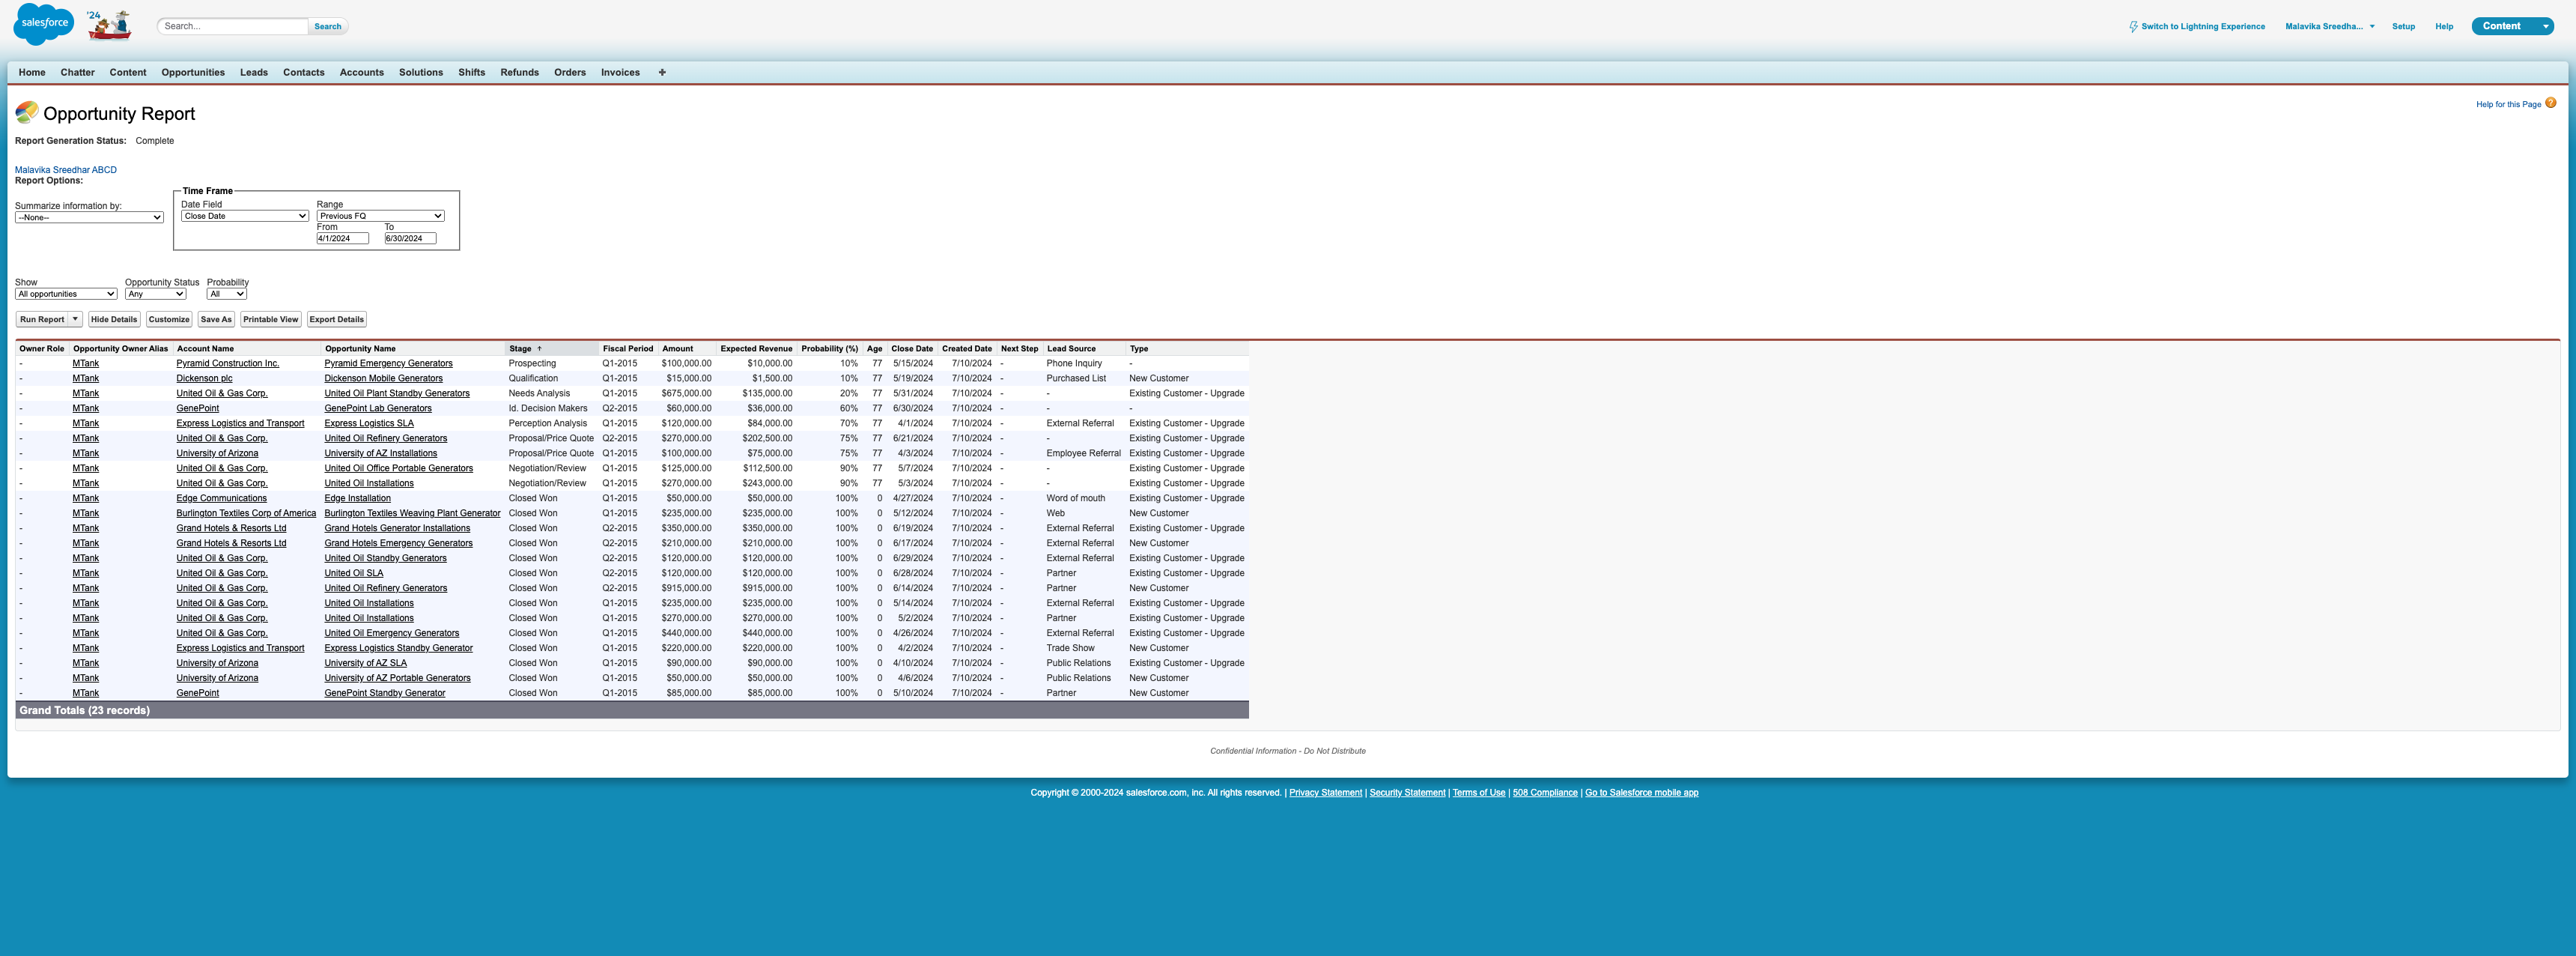 salesforce
'24
Search...
Search
Switch to Lightning Experience
Malavika Sreedha...
Setup
Help
Content
Home Chatter Content Opportunities Leads Contacts Accounts Solutions Shifts Refunds Orders Invoices +
Opportunity Report
Help for this Page ?
Report Generation Status: Complete
Malavika Sreedhar ABCD
Report Options:
Time Frame
Summarize information by:
--None--
Date Field Range
Close Date Previous FQ
From To
4/1/2024 6/30/2024
Show Opportunity Status Probability
All opportunities Any All
Run Report Hide Details Customize Save As Printable View Export Details
Owner Role Opportunity Owner Alias Account Name Opportunity Name Stage ↑ Fiscal Period Amount Expected Revenue Probability (%) Age Close Date Created Date Next Step Lead Source Type
- MTank Pyramid Construction Inc. Pyramid Emergency Generators Prospecting Q1-2015 $100,000.00 $10,000.00 10% 77 5/15/2024 7/10/2024 - Phone Inquiry -
- MTank Dickenson plc Dickenson Mobile Generators Qualification Q1-2015 $15,000.00 $1,500.00 10% 77 5/19/2024 7/10/2024 - Purchased List New Customer
- MTank United Oil & Gas Corp. United Oil Plant Standby Generators Needs Analysis Q1-2015 $675,000.00 $135,000.00 20% 77 5/31/2024 7/10/2024 - - Existing Customer - Upgrade
- MTank GenePoint GenePoint Lab Generators Id. Decision Makers Q2-2015 $60,000.00 $36,000.00 60% 77 6/30/2024 7/10/2024 - - -
- MTank Express Logistics and Transport Express Logistics SLA Perception Analysis Q1-2015 $120,000.00 $84,000.00 70% 77 4/1/2024 7/10/2024 - External Referral Existing Customer - Upgrade
- MTank United Oil & Gas Corp. United Oil Refinery Generators Proposal/Price Quote Q2-2015 $270,000.00 $202,500.00 75% 77 6/21/2024 7/10/2024 - - Existing Customer - Upgrade
- MTank University of Arizona University of AZ Installations Proposal/Price Quote Q1-2015 $100,000.00 $75,000.00 75% 77 4/3/2024 7/10/2024 - Employee Referral Existing Customer - Upgrade
- MTank United Oil & Gas Corp. United Oil Office Portable Generators Negotiation/Review Q1-2015 $125,000.00 $112,500.00 90% 77 5/7/2024 7/10/2024 - - Existing Customer - Upgrade
- MTank United Oil & Gas Corp. United Oil Installations Negotiation/Review Q1-2015 $270,000.00 $243,000.00 90% 77 5/3/2024 7/10/2024 - - Existing Customer - Upgrade
- MTank Edge Communications Edge Installation Closed Won Q1-2015 $50,000.00 $50,000.00 100% 0 4/27/2024 7/10/2024 - Word of mouth Existing Customer - Upgrade
- MTank Burlington Textiles Corp of America Burlington Textiles Weaving Plant Generator Closed Won Q1-2015 $235,000.00 $235,000.00 100% 0 5/12/2024 7/10/2024 - Web New Customer
- MTank Grand Hotels & Resorts Ltd Grand Hotels Generator Installations Closed Won Q2-2015 $350,000.00 $350,000.00 100% 0 6/19/2024 7/10/2024 - External Referral Existing Customer - Upgrade
- MTank Grand Hotels & Resorts Ltd Grand Hotels Emergency Generators Closed Won Q2-2015 $210,000.00 $210,000.00 100% 0 6/17/2024 7/10/2024 - External Referral New Customer
- MTank United Oil & Gas Corp. United Oil Standby Generators Closed Won Q2-2015 $120,000.00 $120,000.00 100% 0 6/29/2024 7/10/2024 - External Referral Existing Customer - Upgrade
- MTank United Oil & Gas Corp. United Oil SLA Closed Won Q2-2015 $120,000.00 $120,000.00 100% 0 6/28/2024 7/10/2024 - Partner Existing Customer - Upgrade
- MTank United Oil & Gas Corp. United Oil Refinery Generators Closed Won Q2-2015 $915,000.00 $915,000.00 100% 0 6/14/2024 7/10/2024 - Partner New Customer
- MTank United Oil & Gas Corp. United Oil Installations Closed Won Q1-2015 $235,000.00 $235,000.00 100% 0 5/14/2024 7/10/2024 - External Referral Existing Customer - Upgrade
- MTank United Oil & Gas Corp. United Oil Installations Closed Won Q1-2015 $270,000.00 $270,000.00 100% 0 5/2/2024 7/10/2024 - Partner Existing Customer - Upgrade
- MTank United Oil & Gas Corp. United Oil Emergency Generators Closed Won Q1-2015 $440,000.00 $440,000.00 100% 0 4/26/2024 7/10/2024 - External Referral Existing Customer - Upgrade
- MTank Express Logistics and Transport Express Logistics Standby Generator Closed Won Q1-2015 $220,000.00 $220,000.00 100% 0 4/2/2024 7/10/2024 - Trade Show New Customer
- MTank University of Arizona University of AZ SLA Closed Won Q1-2015 $90,000.00 $90,000.00 100% 0 4/10/2024 7/10/2024 - Public Relations Existing Customer - Upgrade
- MTank University of Arizona University of AZ Portable Generators Closed Won Q1-2015 $50,000.00 $50,000.00 100% 0 4/6/2024 7/10/2024 - Public Relations New Customer
- MTank GenePoint GenePoint Standby Generator Closed Won Q1-2015 $85,000.00 $85,000.00 100% 0 5/10/2024 7/10/2024 - Partner New Customer
Grand Totals (23 records)
Confidential Information - Do Not Distribute
Copyright © 2000-2024 salesforce.com, inc. All rights reserved. | Privacy Statement | Security Statement | Terms of Use | 508 Compliance | Go to Salesforce mobile app